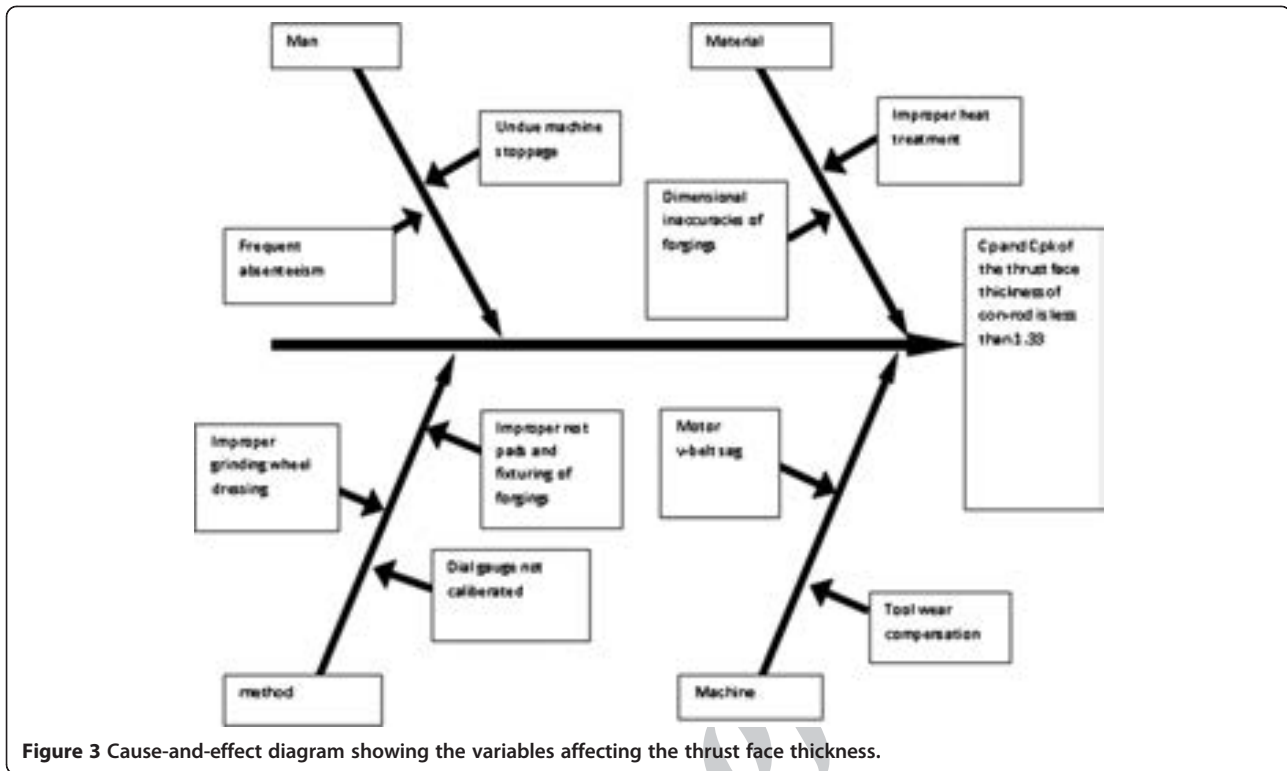 Man
Material
Undue machine
stoppage
Improper heat
treatment
Dimensional
inaccuracies of
forgings
Frequent
absenteeism
Cp and Cpk of
the thrust face
thickness of
con-rod is less
than 1.33
Improper
grinding wheel
dressing
Improper rest
pads and
fixturing of
forgings
Motor
v-belt sag
Dial gauge not
caliberated
Tool wear
compensation
method
Machine
Figure 3 Cause-and-effect diagram showing the variables affecting the thrust face thickness.